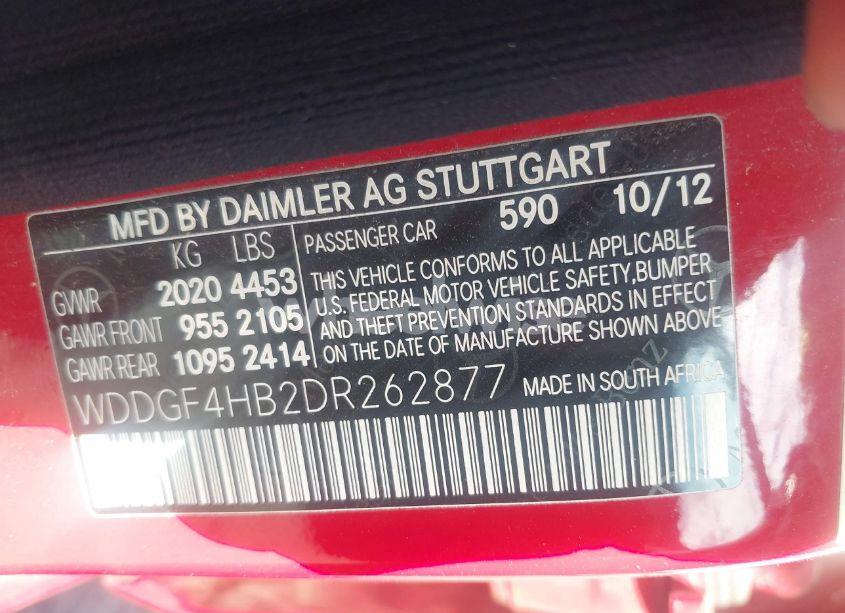 MFD BY DAIMLER AG STUTTGART
KG LBS PASSENGER CAR 590 10/12
GVWR 2020 4453
GAWR FRONT 955 2105
GAWR REAR 1095 2414
THIS VEHICLE CONFORMS TO ALL APPLICABLE
U.S. FEDERAL MOTOR VEHICLE SAFETY,BUMPER
AND THEFT PREVENTION STANDARDS IN EFFECT
ON THE DATE OF MANUFACTURE SHOWN ABOVE
WDDGF4HB2DR262877 MADE IN SOUTH AFRICA